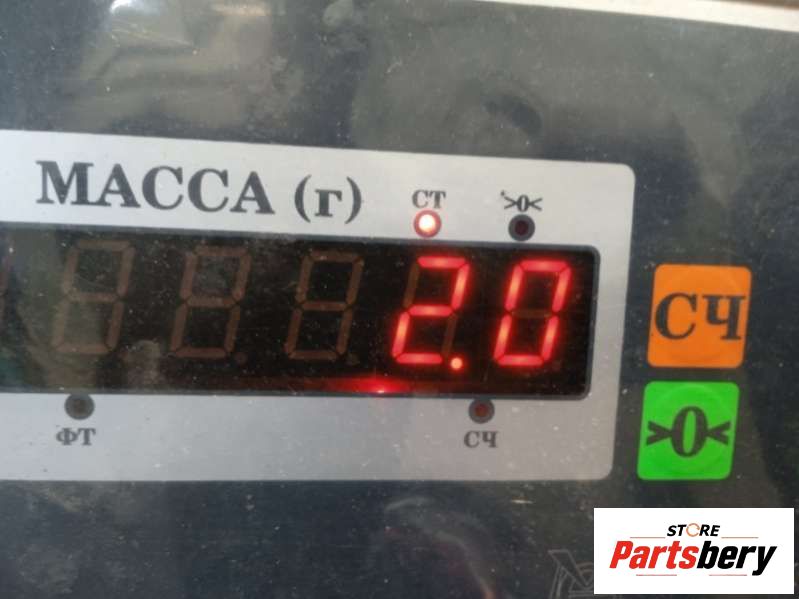 МАССА (г)
СТ
>0<
2.0
СЧ
>0<
ФТ
СЧ
STORE
Partsbery